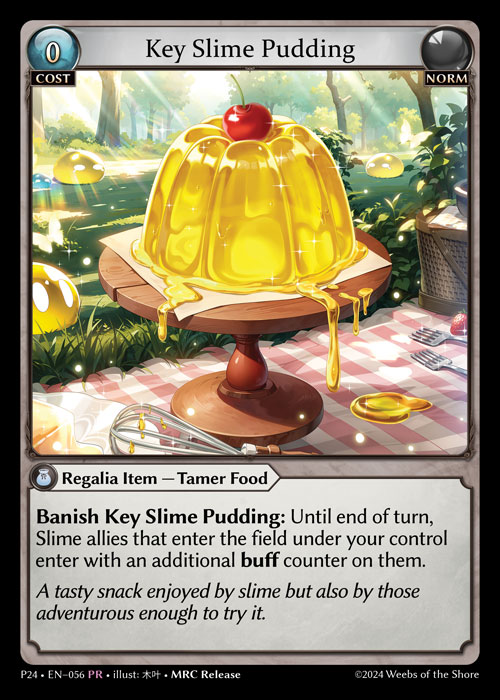 0
COST
Key Slime Pudding
NORM
Regalia Item — Tamer Food
Banish Key Slime Pudding: Until end of turn,
Slime allies that enter the field under your control
enter with an additional buff counter on them.
A tasty snack enjoyed by slime but also by those
adventurous enough to try it.
P24 • EN–056 PR • illust: 木叶 • MRC Release
©2024 Weebs of the Shore